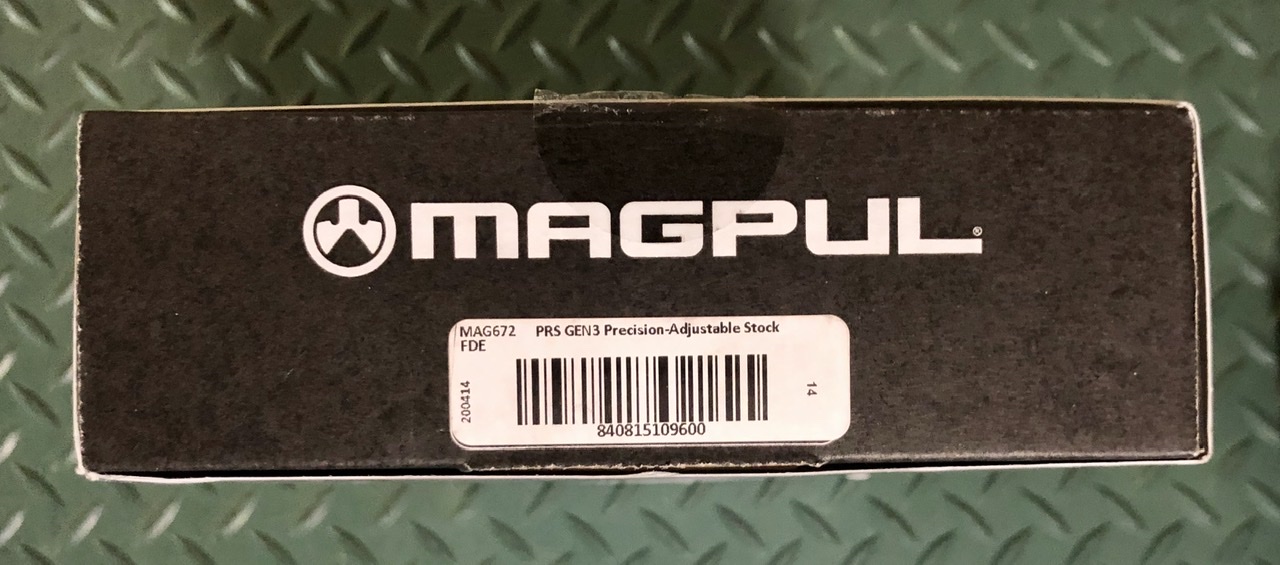 MAGPUL®
MAG672 PRS GEN3 Precision-Adjustable Stock
FDE
200414
14
840815109600